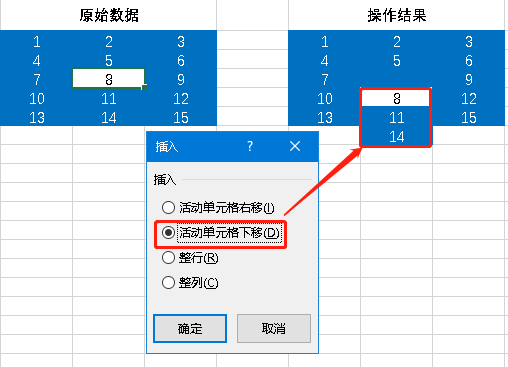 原始数据 操作结果
1 2 3 1 2 3
4 5 6 4 5 6
7 8 9 7 9
10 11 12 10 8 12
13 14 15 13 11 15
14
插入 ? ×
插入
活动单元格右移(I)
活动单元格下移(D)
整行(R)
整列(C)
确定 取消